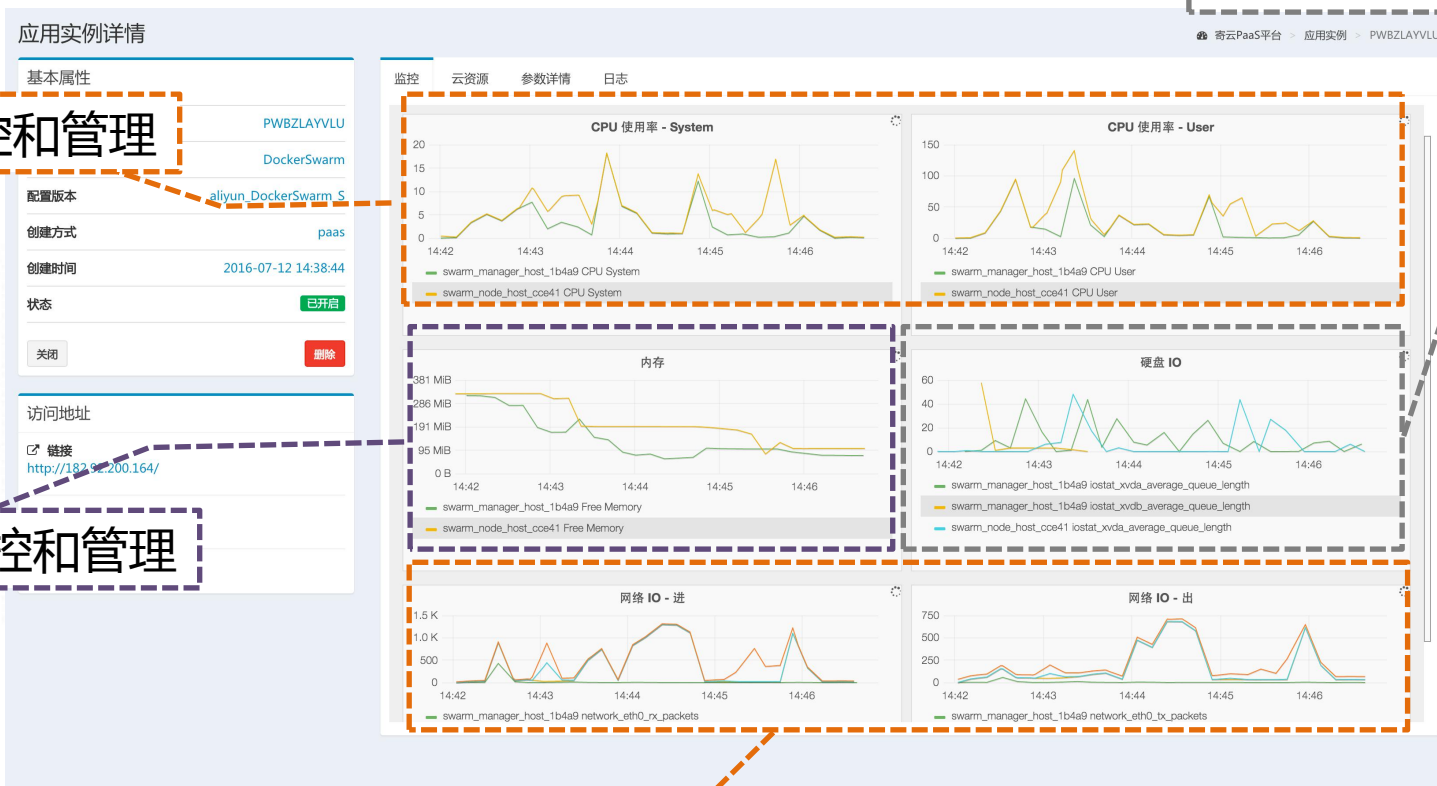 应用实例详情
寄云PaaS平台 > 应用实例 > PWBZLAYVLU
基本属性
控和管理
PWBZLAYVLU
DockerSwarm
配置版本 aliyun_DockerSwarm_S
创建方式 paas
创建时间 2016-07-12 14:38:44
状态 已开启
关闭 删除
访问地址
链接
http://182.92.200.164/
控和管理
监控 云资源 参数详情 日志
CPU 使用率 - System
20
15
10
5
0
14:42 14:43 14:44 14:45 14:46
swarm_manager_host_1b4a9 CPU System
swarm_node_host_cce41 CPU System
CPU 使用率 - User
150
100
50
0
14:42 14:43 14:44 14:45 14:46
swarm_manager_host_1b4a9 CPU User
swarm_node_host_cce41 CPU User
内存
381 MiB
286 MiB
191 MiB
95 MiB
0 B
14:42 14:43 14:44 14:45 14:46
swarm_manager_host_1b4a9 Free Memory
swarm_node_host_cce41 Free Memory
硬盘 IO
60
40
20
0
14:42 14:43 14:44 14:45 14:46
swarm_manager_host_1b4a9 iostat_xvda_average_queue_length
swarm_manager_host_1b4a9 iostat_xvdb_average_queue_length
swarm_node_host_cce41 iostat_xvda_average_queue_length
网络 IO - 进
1.5 K
1.0 K
500
0
14:42 14:43 14:44 14:45 14:46
swarm_manager_host_1b4a9 network_eth0_rx_packets
网络 IO - 出
750
500
250
0
14:42 14:43 14:44 14:45 14:46
swarm_manager_host_1b4a9 network_eth0_tx_packets